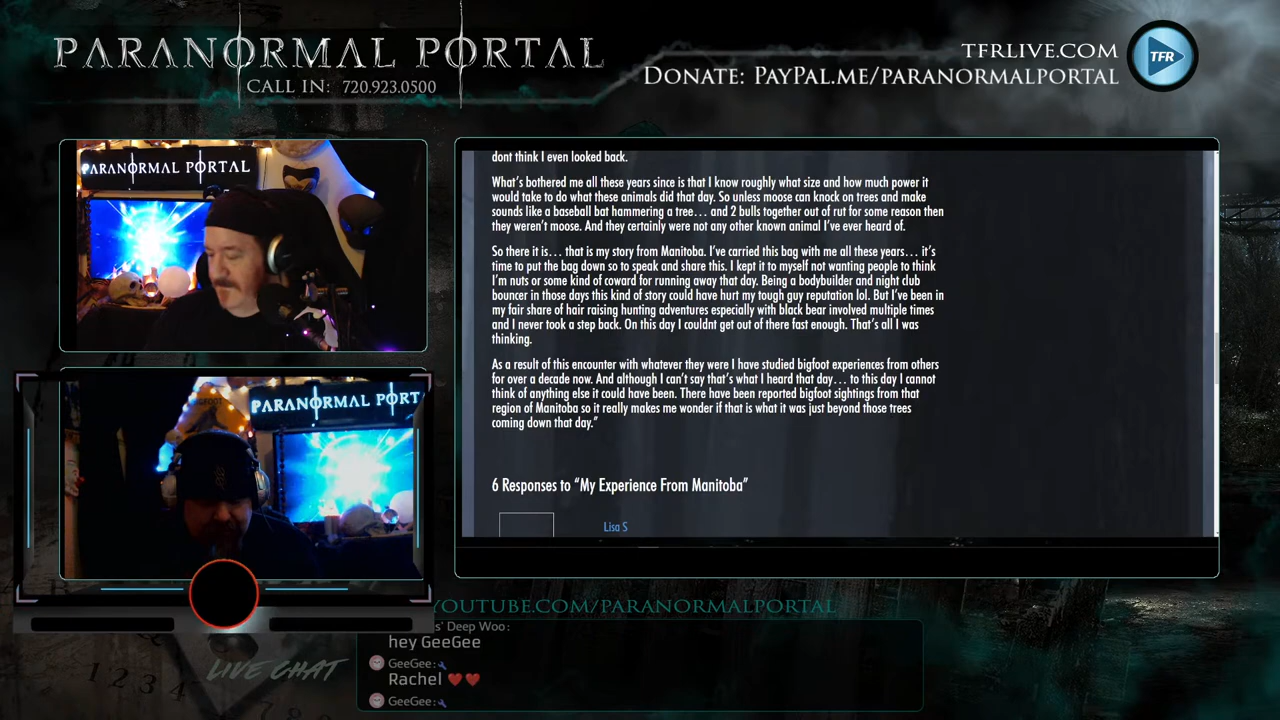 PARANORMAL PORTAL
CALL IN: 720.923.0500
TFRLIVE.COM
DONATE: PAYPAL.ME/PARANORMALPORTAL
TFR
PARANORMAL PORTAL
PARANORMAL PORT
dont think I even looked back.
What's bothered me all these years since is that I know roughly what size and how much power it
would take to do what these animals did that day. So unless moose can knock on trees and make
sounds like a baseball bat hammering a tree… and 2 bulls together out of rut for some reason then
they weren't moose. And they certainly were not any other known animal I've ever heard of.
So there it is… that is my story from Manitoba. I've carried this bag with me all these years… it's
time to put the bag down so to speak and share this. I kept it to myself not wanting people to think
I'm nuts or some kind of coward for running away that day. Being a bodybuilder and night club
bouncer in those days this kind of story could have hurt my tough guy reputation lol. But I've been in
my fair share of hair raising hunting adventures especially with black bear involved multiple times
and I never took a step back. On this day I couldnt get out of there fast enough. That's all I was
thinking.
As a result of this encounter with whatever they were I have studied bigfoot experiences from others
for over a decade now. And although I can't say that's what I heard that day… to this day I cannot
think of anything else it could have been. There have been reported bigfoot sightings from that
region of Manitoba so it really makes me wonder if that is what it was just beyond those trees
coming down that day."
6 Responses to "My Experience From Manitoba"
Lisa S
YOUTUBE.COM/PARANORMALPORTAL
LIVE CHAT
1 2 3 4
s' Deep Woo:
hey GeeGee
GeeGee:
Rachel ❤️❤️
GeeGee: